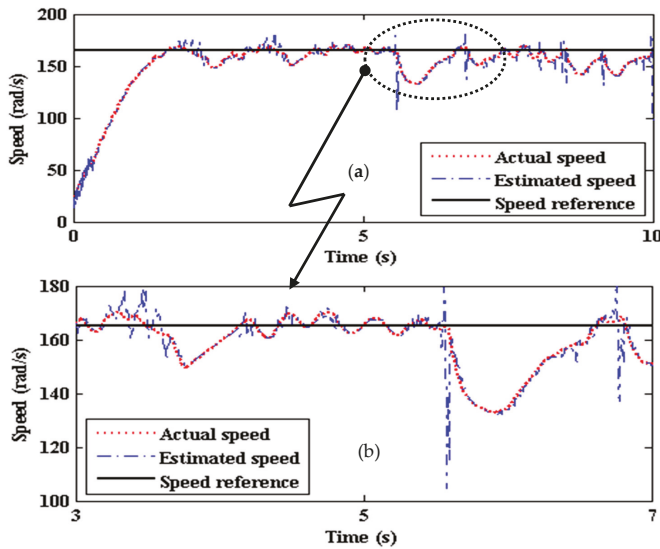 200
150
100
50
0
Speed (rad/s)
(a)
Actual speed
Estimated speed
Speed reference
0
5
10
Time (s)
180
160
140
120
100
Speed (rad/s)
Actual speed
Estimated speed
Speed reference
(b)
3
5
7
Time (s)